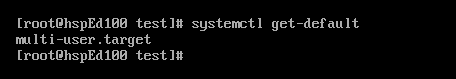 [root@hspEd100 test]# systemctl get-default
multi-user.target
[root@hspEd100 test]#